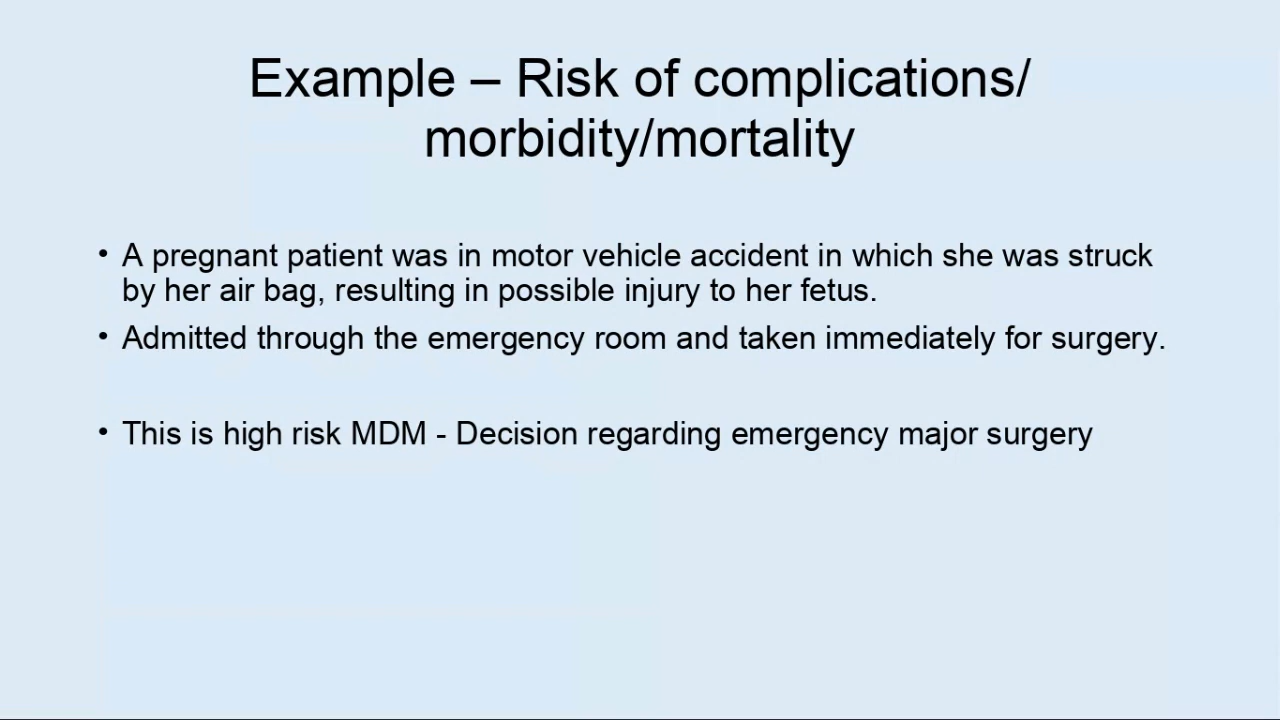 Example – Risk of complications/
morbidity/mortality
• A pregnant patient was in motor vehicle accident in which she was struck
by her air bag, resulting in possible injury to her fetus.
• Admitted through the emergency room and taken immediately for surgery.
• This is high risk MDM - Decision regarding emergency major surgery